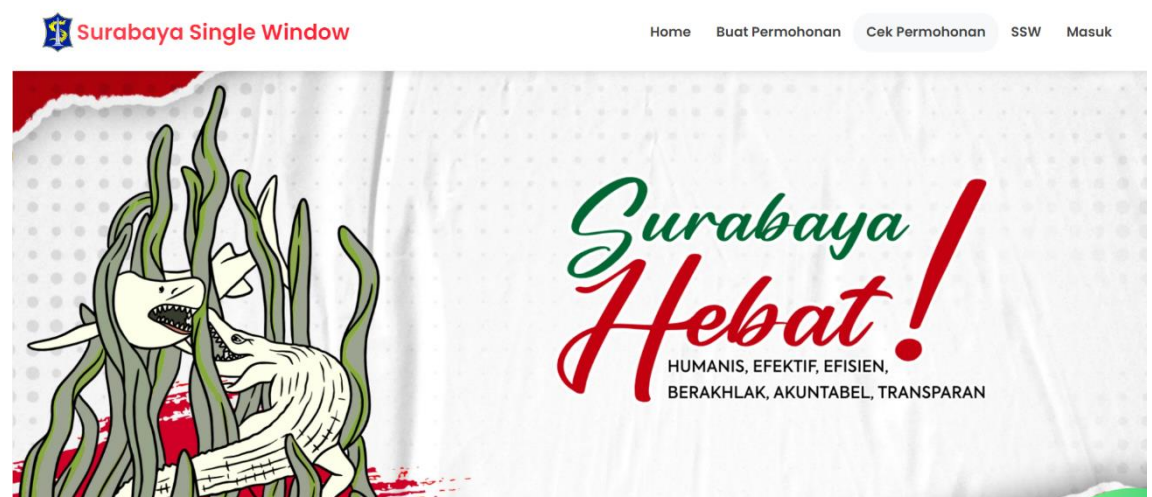 Surabaya Single Window
Home Buat Permohonan Cek Permohonan SSW Masuk
Surabaya
Hebat!
HUMANIS, EFEKTIF, EFISIEN,
BERAKHLAK, AKUNTABEL, TRANSPARAN